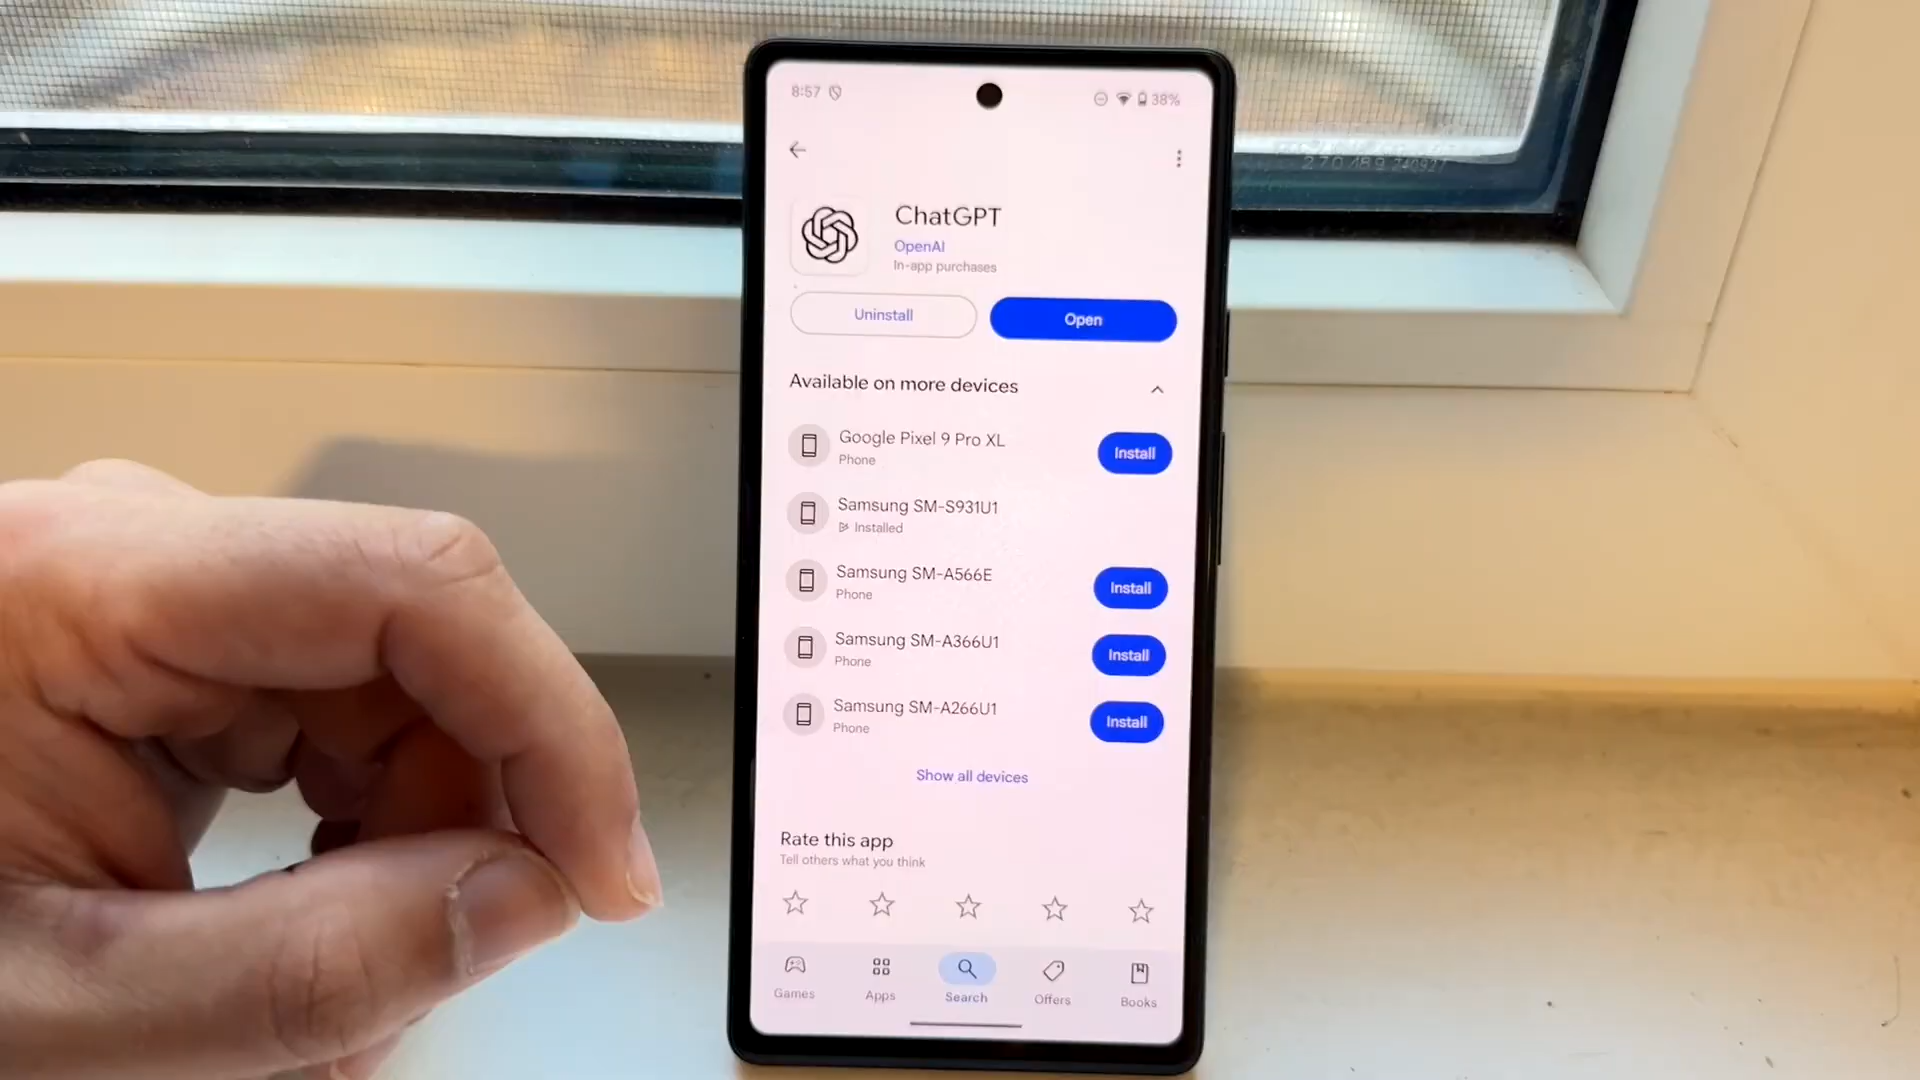 8:57
38%
ChatGPT
OpenAI
In-app purchases
Uninstall
Open
Available on more devices
Google Pixel 9 Pro XL
Phone
Install
Samsung SM-S931U1
Installed
Samsung SM-A566E
Phone
Install
Samsung SM-A366U1
Phone
Install
Samsung SM-A266U1
Phone
Install
Show all devices
Rate this app
Tell others what you think
Games
Apps
Search
Offers
Books